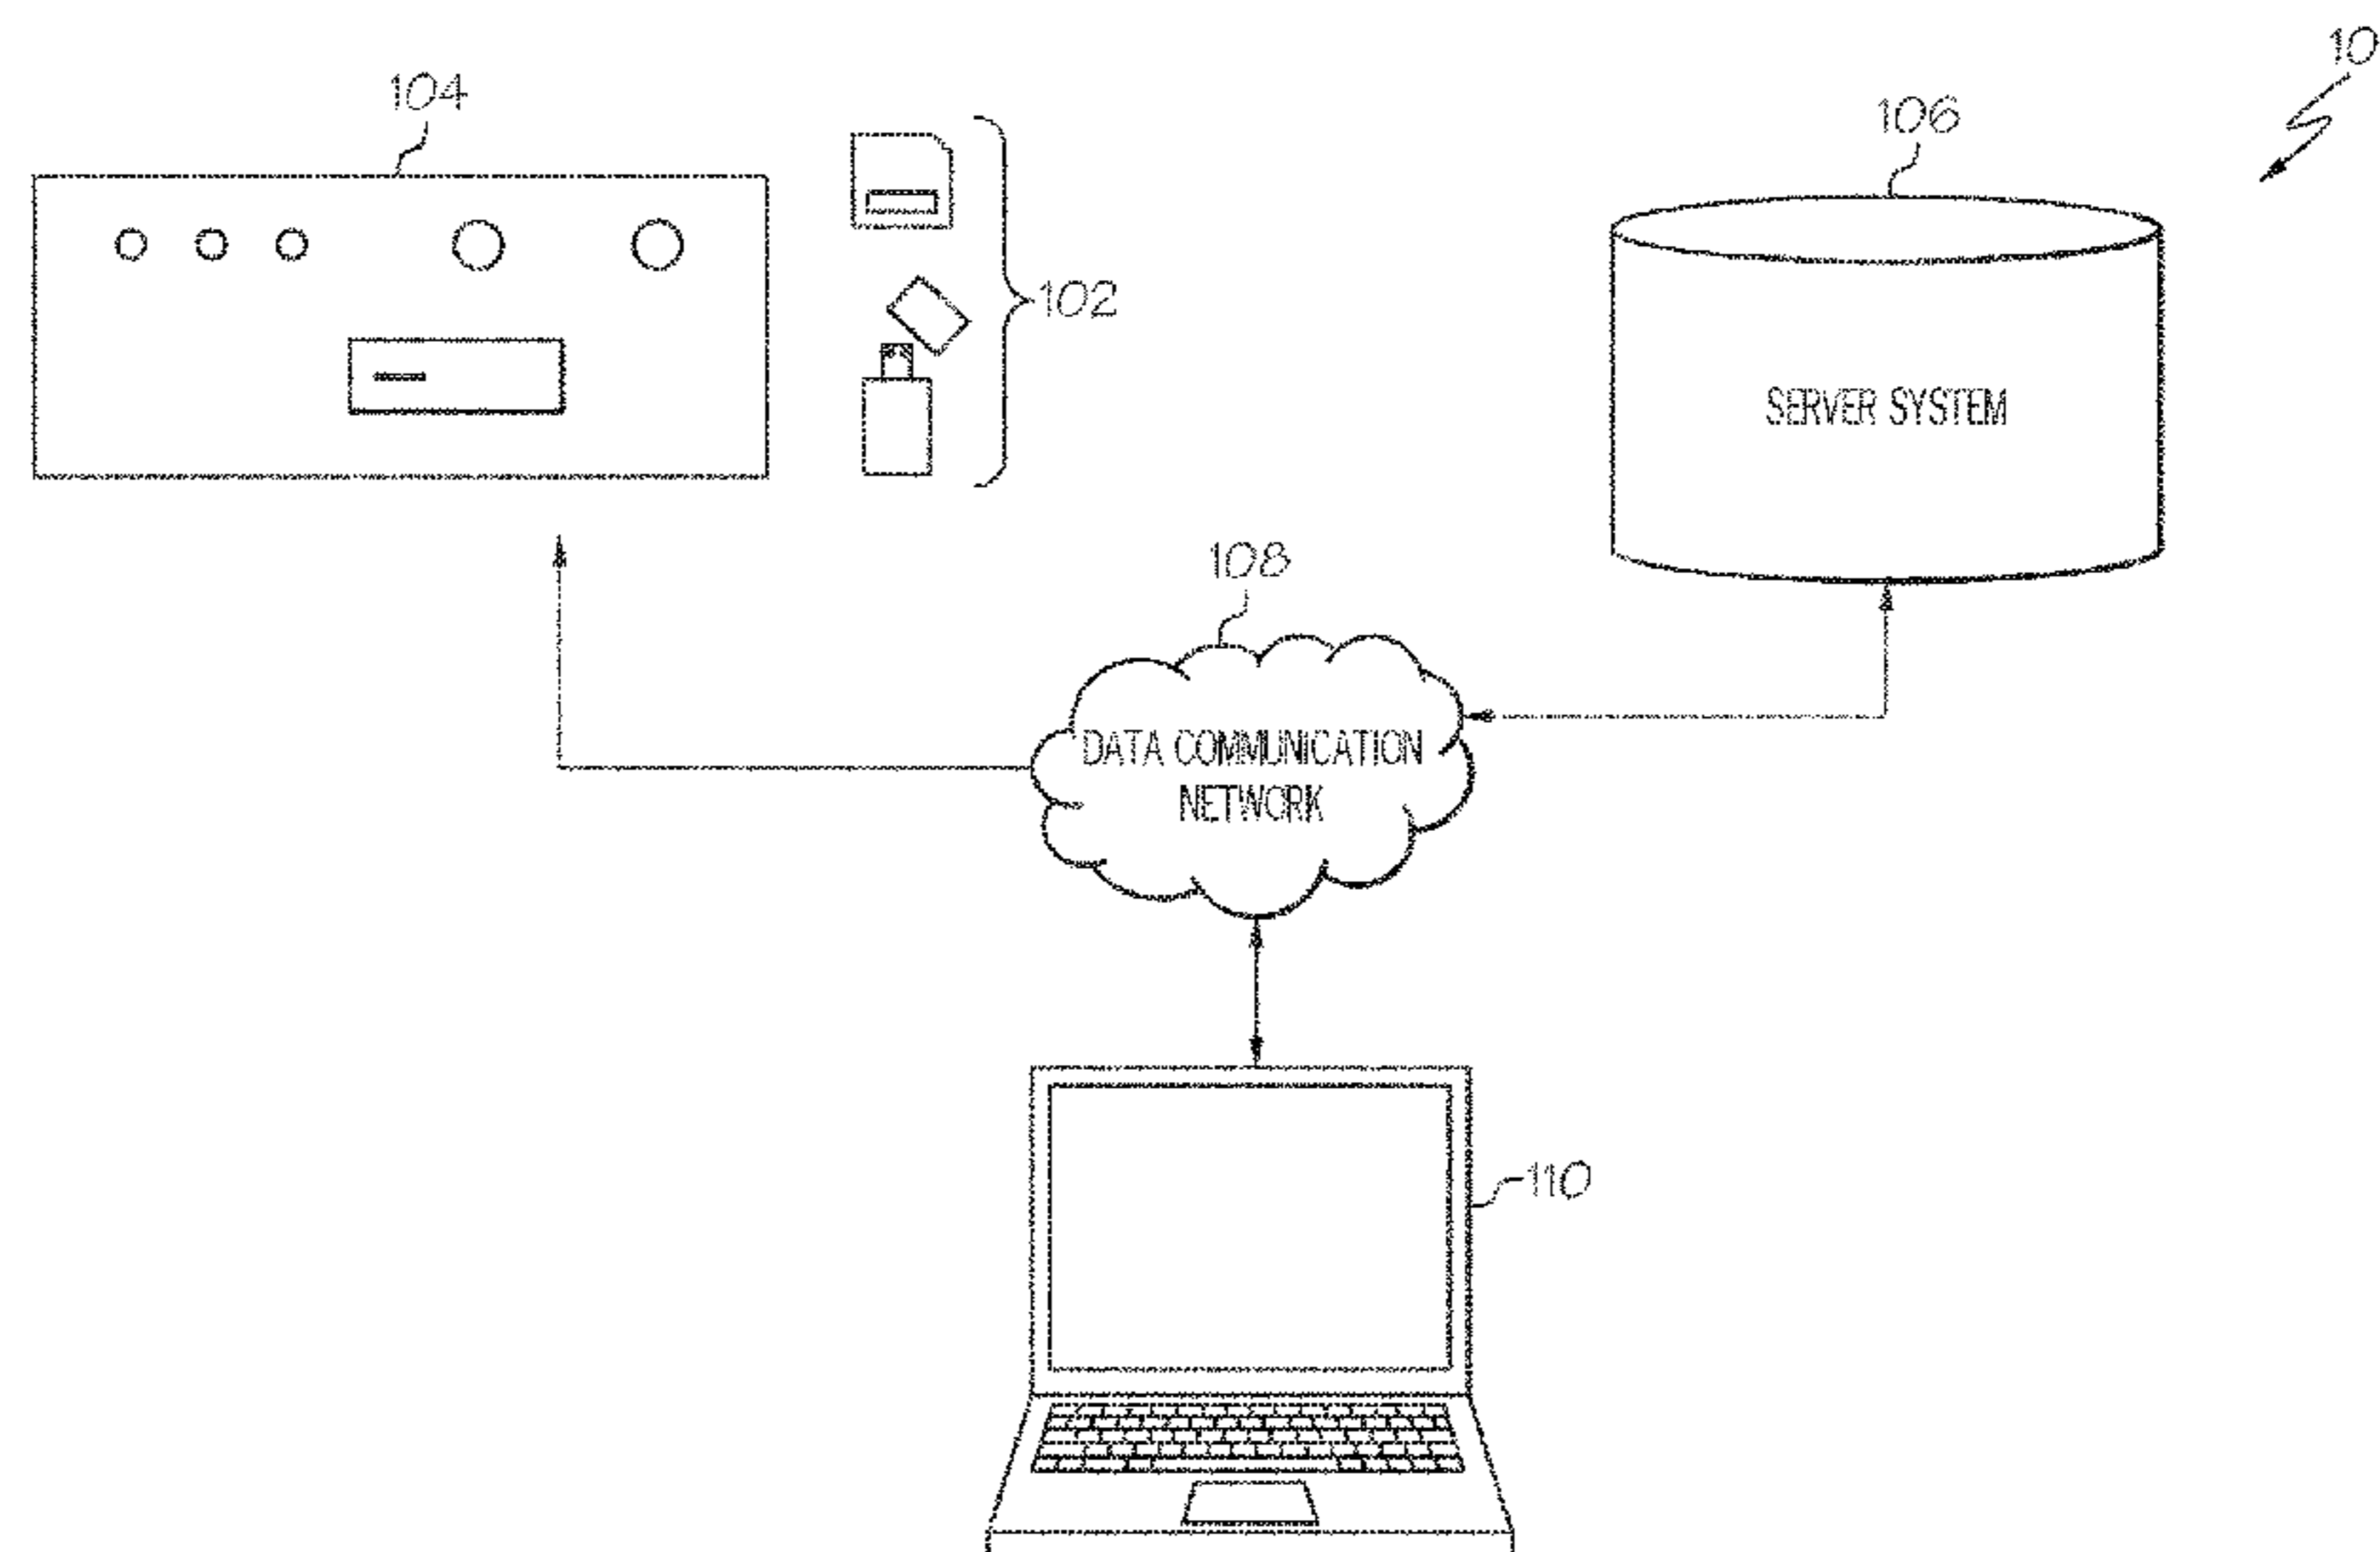 10
104
106
102
SERVER SYSTEM
108
DATA COMMUNICATION
NETWORK
110